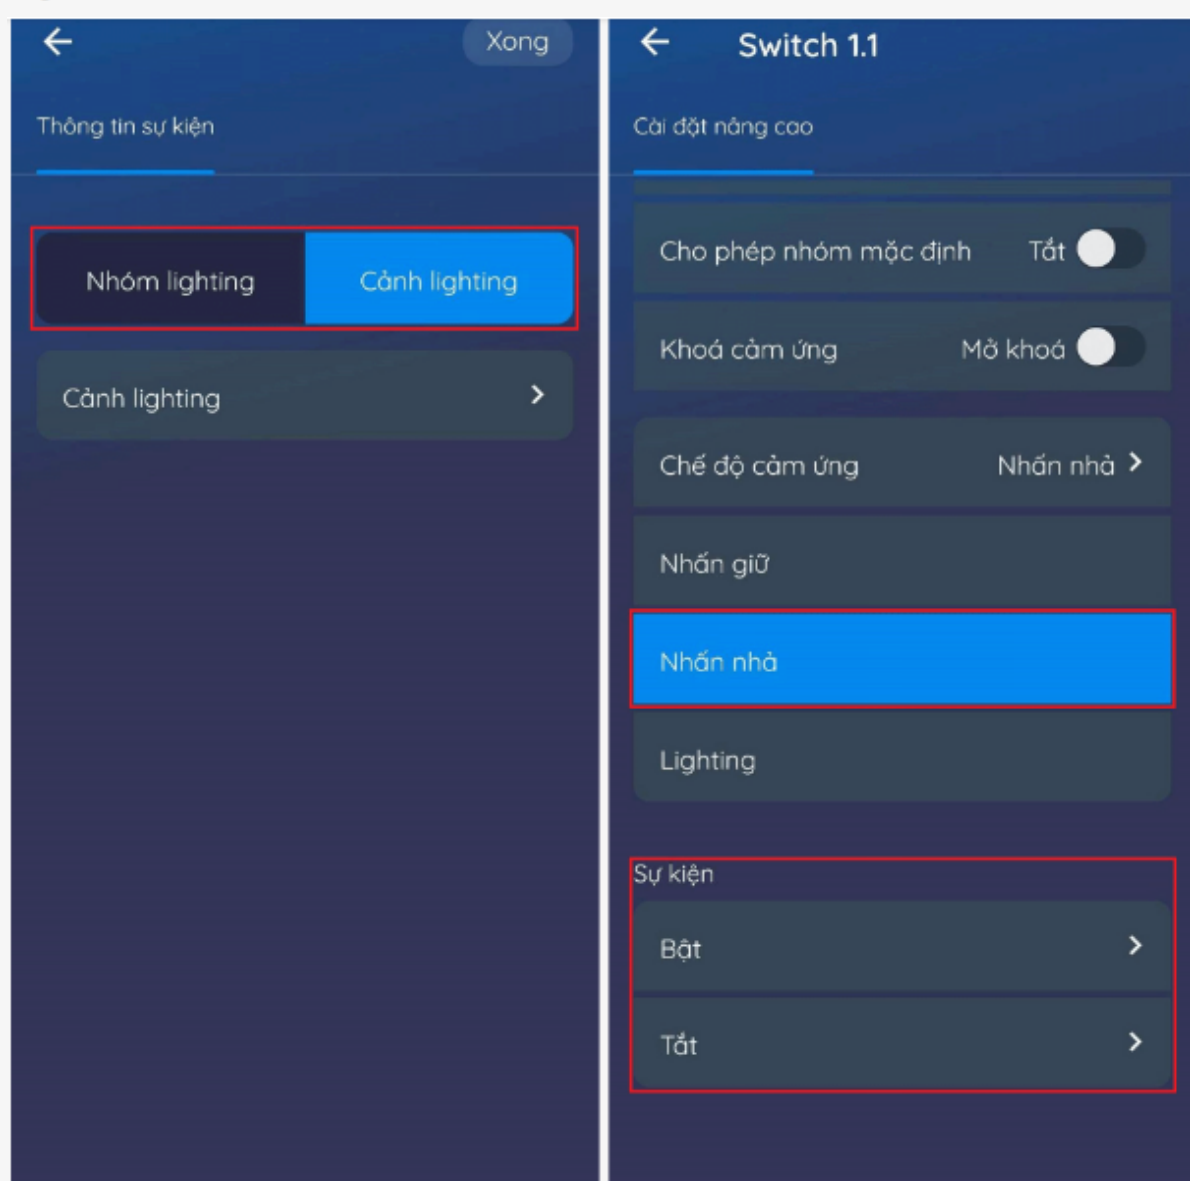 Xong
Thông tin sự kiện
Nhóm lighting
Cảnh lighting
Cảnh lighting
Switch 1.1
Cài đặt nâng cao
Cho phép nhóm mặc định
Tắt
Khoá cảm ứng
Mở khoá
Chế độ cảm ứng
Nhấn nhả
Nhấn giữ
Nhấn nhả
Lighting
Sự kiện
Bật
Tắt